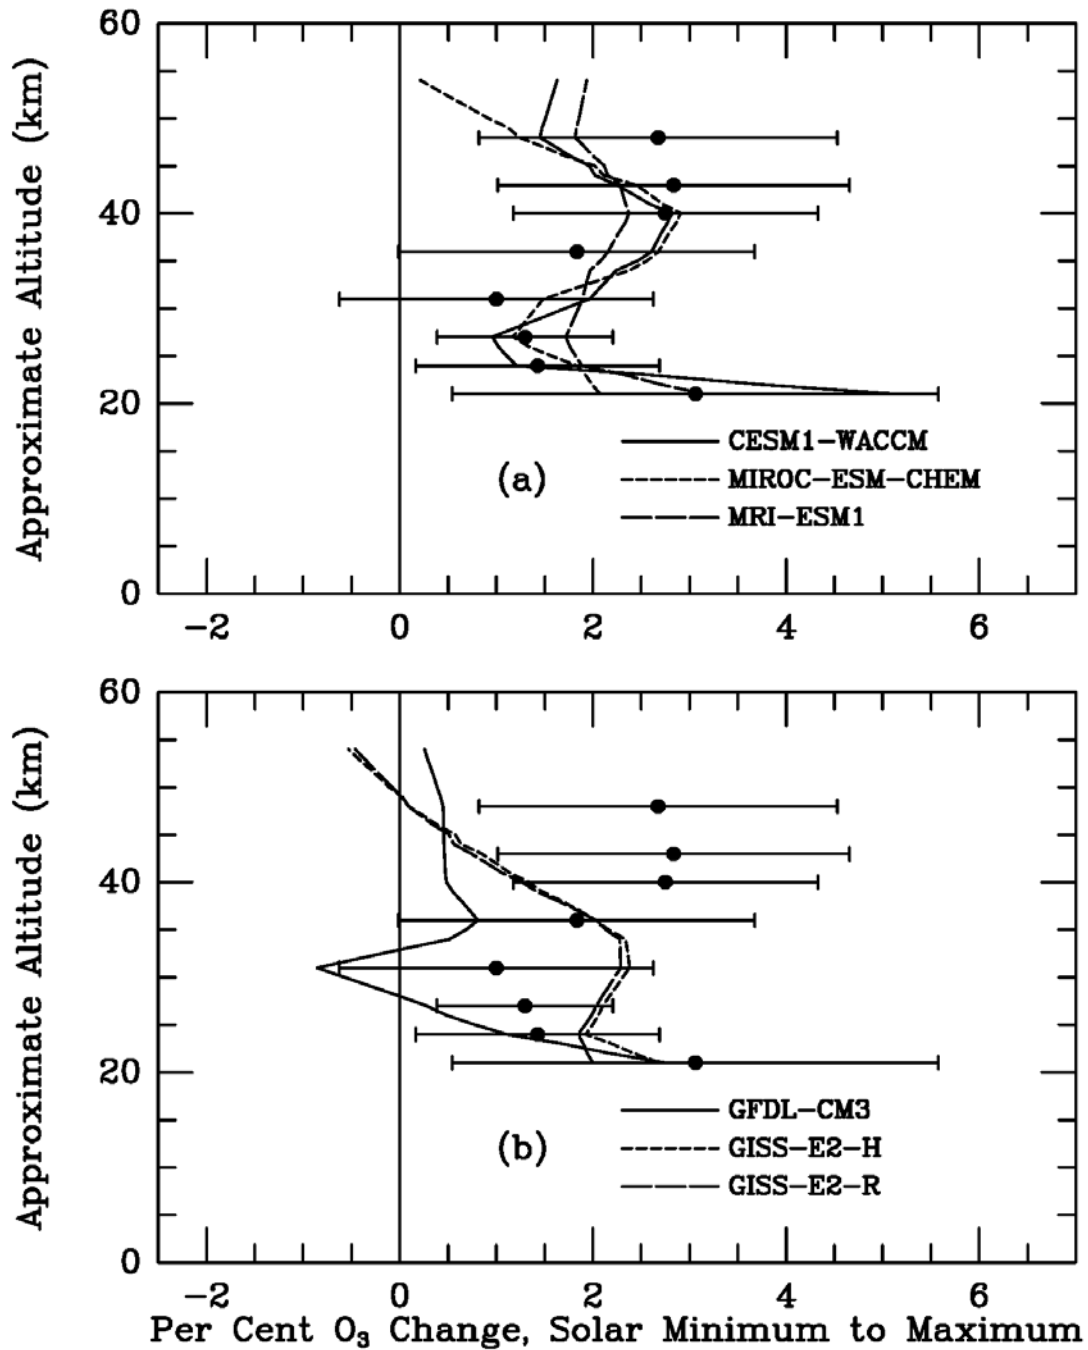 60
40
20
0
Approximate Altitude (km)
CESM1-WACCM
(a)
MIROC-ESM-CHEM
MRI-ESM1
-2 0 2 4 6
60
40
20
0
Approximate Altitude (km)
GFDL-CM3
(b)
GISS-E2-H
GISS-E2-R
-2 0 2 4 6
Per Cent O₃ Change, Solar Minimum to Maximum